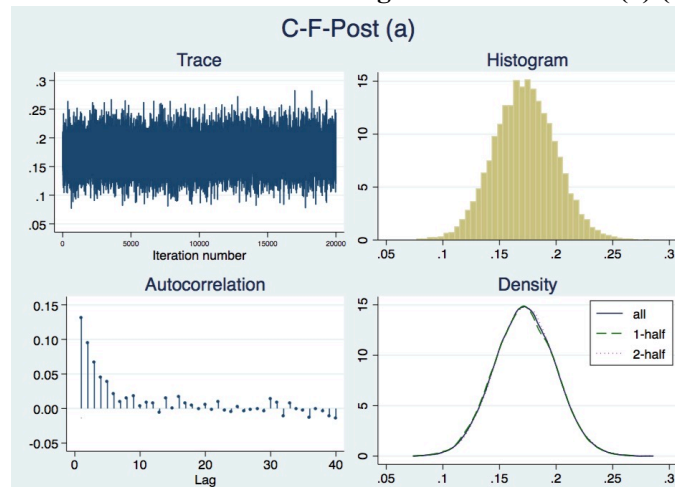 C-F-Post (a)
Trace
.3
.25
.2
.15
.1
.05
0 5000 10000 15000 20000
Iteration number
Histogram
15
10
5
0
.05 .1 .15 .2 .25 .3
Autocorrelation
0.15
0.10
0.05
0.00
-0.05
0 10 20 30 40
Lag
Density
15
10
5
0
all
1-half
2-half
.05 .1 .15 .2 .25 .3